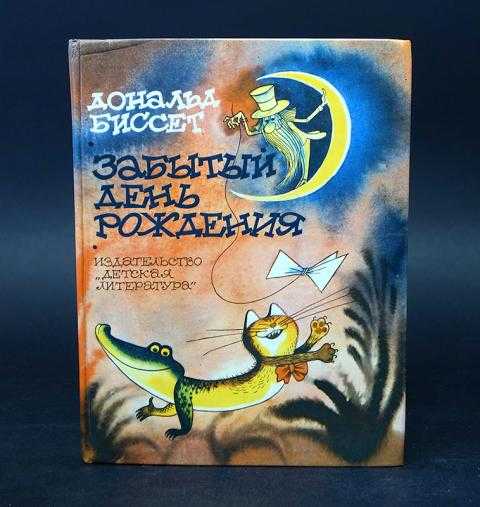 ДОНАЛЬД
БИССЕТ
ЗАБЫТЫЙ
ДЕНЬ
РОЖДЕНИЯ
ИЗДАТЕЛЬСТВО
„ДЕТСКАЯ
ЛИТЕРАТУРА“